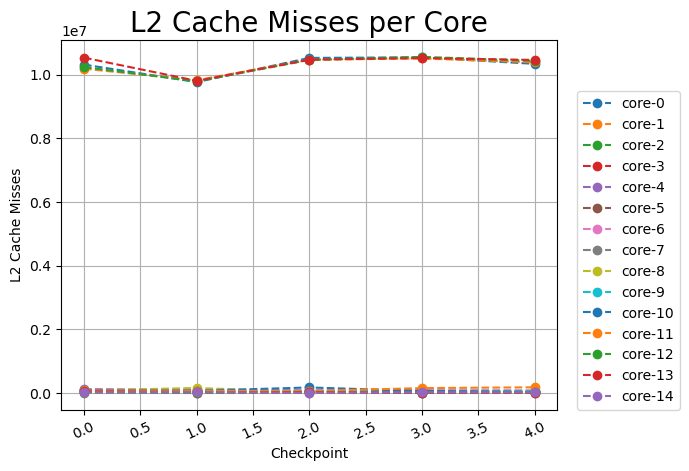 L2 Cache Misses per Core
1e7
1.0
0.8
0.6
0.4
0.2
0.0
L2 Cache Misses
0.0 0.5 1.0 1.5 2.0 2.5 3.0 3.5 4.0
Checkpoint
core-0
core-1
core-2
core-3
core-4
core-5
core-6
core-7
core-8
core-9
core-10
core-11
core-12
core-13
core-14